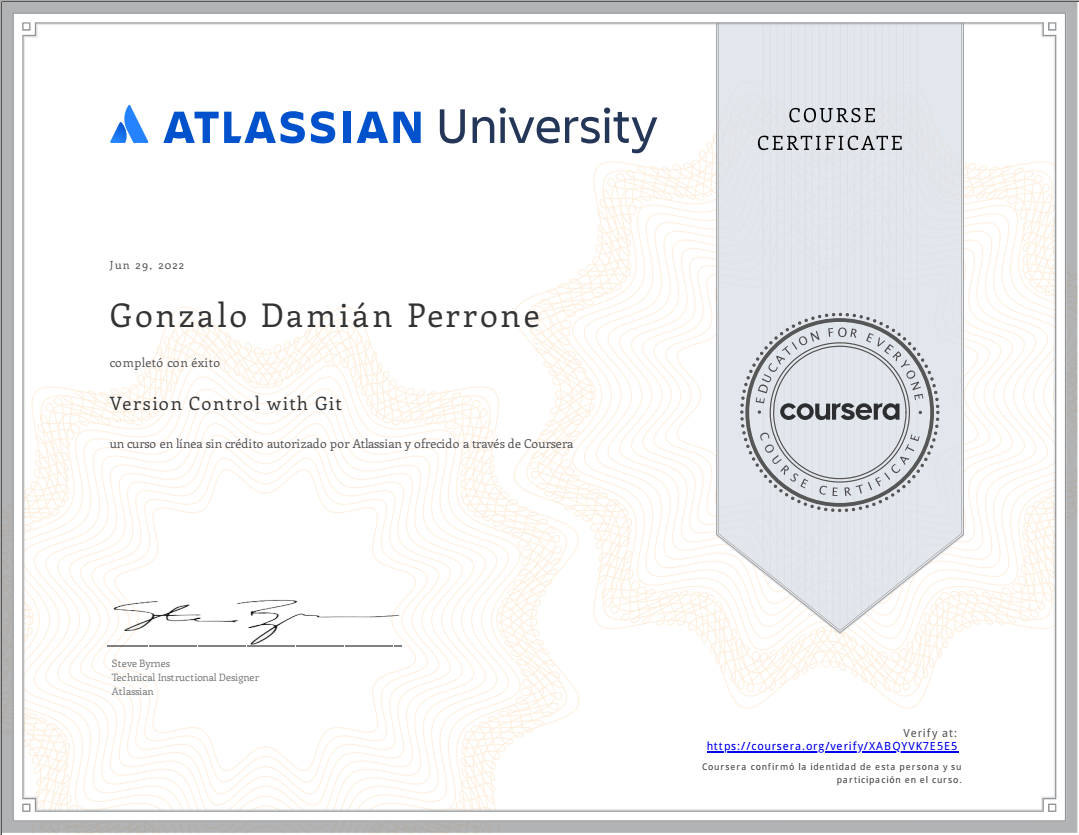 ATLASSIAN University
COURSE
CERTIFICATE
Jun 29, 2022
Gonzalo Damián Perrone
completó con éxito
Version Control with Git
un curso en línea sin crédito autorizado por Atlassian y ofrecido a través de Coursera
EDUCATION FOR EVERYONE
coursera
COURSE CERTIFICATE
Steve Byrnes
Technical Instructional Designer
Atlassian
Verify at:
https://coursera.org/verify/XABQYVK7E5E5
Coursera confirmó la identidad de esta persona y su
participación en el curso.